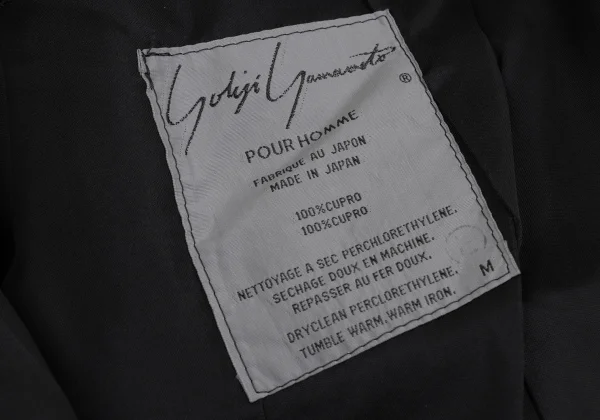 Yohji Yamamoto ®
POUR HOMME
FABRIQUE AU JAPON
MADE IN JAPAN
100%CUPRO
100%CUPRO
NETTOYAGE A SEC PERCHLORETHYLENE.
SECHAGE DOUX EN MACHINE.
REPASSER AU FER DOUX.
DRYCLEAN PERCLORETHYLENE.
TUMBLE WARM. WARM IRON.
M